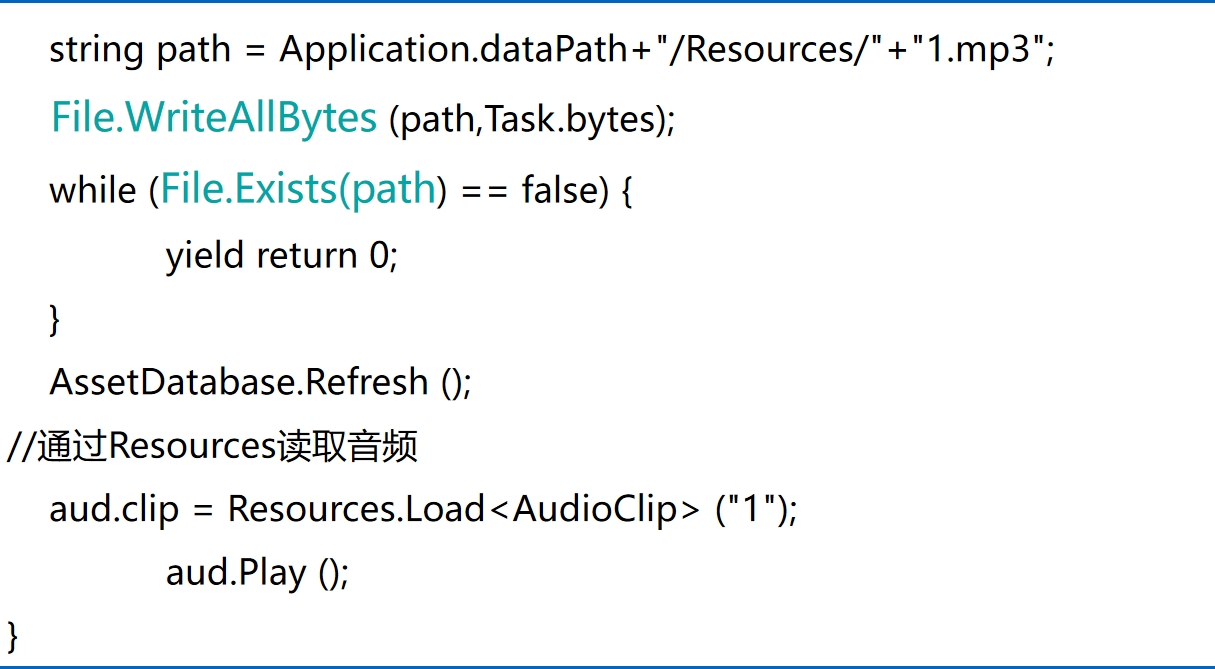 string path = Application.dataPath+"/Resources/"+"1.mp3";
File.WriteAllBytes (path,Task.bytes);
while (File.Exists(path) == false) {
yield return 0;
}
AssetDatabase.Refresh ();
//通过Resources读取音频
aud.clip = Resources.Load<AudioClip> ("1");
aud.Play ();
}